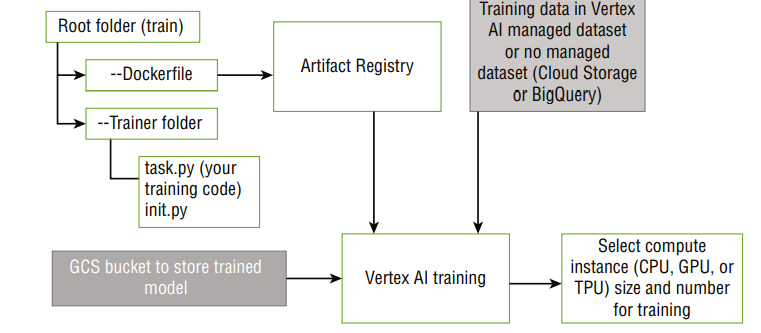 Root folder (train)
--Dockerfile
--Trainer folder
task.py (your
training code)
init.py
Artifact Registry
Training data in Vertex
AI managed dataset
or no managed
dataset (Cloud Storage
or BigQuery)
GCS bucket to store trained
model
Vertex AI training
Select compute
instance (CPU, GPU, or
TPU) size and number
for training